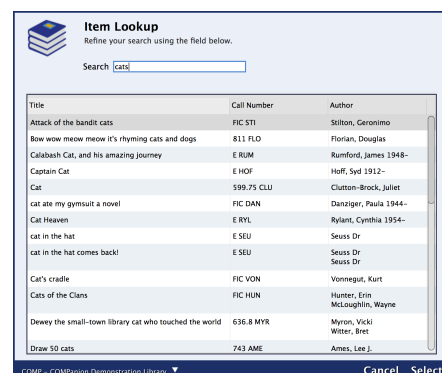 Item Lookup
Refine your search using the field below.
Search cats
Title Call Number Author
Attack of the bandit cats FIC STI Stilton, Geronimo
Bow wow meow meow it's rhyming cats and dogs 811 FLO Florian, Douglas
Calabash Cat, and his amazing journey E RUM Rumford, James 1948-
Captain Cat E HOF Hoff, Syd 1912-
Cat 599.75 CLU Clutton-Brock, Juliet
cat ate my gymsuit a novel FIC DAN Danziger, Paula 1944-
Cat Heaven E RYL Rylant, Cynthia 1954-
cat in the hat E SEU Seuss Dr
cat in the hat comes back! E SEU Seuss Dr
Seuss Dr
Cat's cradle FIC VON Vonnegut, Kurt
Cats of the Clans FIC HUN Hunter, Erin
McLoughlin, Wayne
Dewey the small-town library cat who touched the world 636.8 MYR Myron, Vicki
Witter, Bret
Draw 50 cats 743 AME Ames, Lee J.
COMP - COMPanion Demonstration Library ▼ Cancel Select